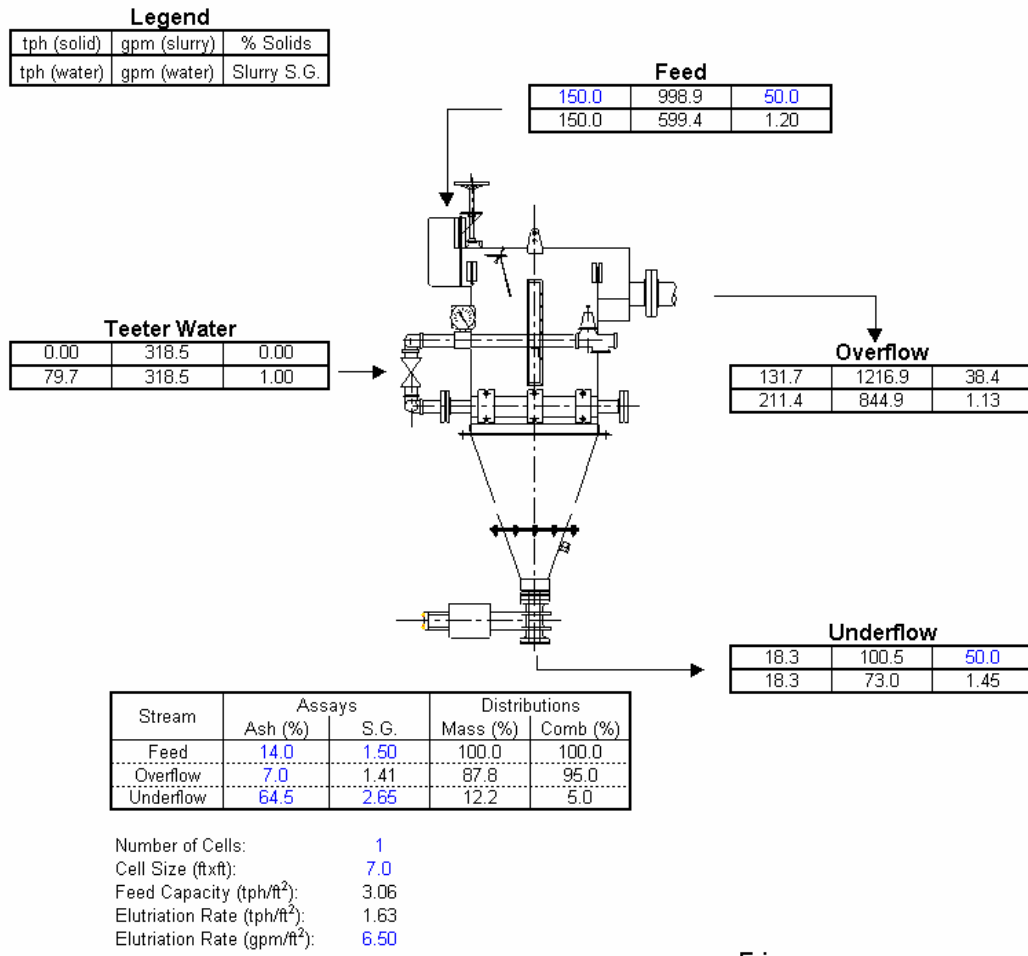 Legend
tph (solid) gpm (slurry) % Solids
tph (water) gpm (water) Slurry S.G.
Feed
150.0 998.9 50.0
150.0 599.4 1.20
Teeter Water
0.00 318.5 0.00
79.7 318.5 1.00
Overflow
131.7 1216.9 38.4
211.4 844.9 1.13
Underflow
18.3 100.5 50.0
18.3 73.0 1.45
Stream Assays Distributions
Ash (%) S.G. Mass (%) Comb (%)
Feed 14.0 1.50 100.0 100.0
Overflow 7.0 1.41 87.8 95.0
Underflow 64.5 2.65 12.2 5.0
Number of Cells: 1
Cell Size (ftxft): 7.0
Feed Capacity (tph/ft²): 3.06
Elutriation Rate (tph/ft²): 1.63
Elutriation Rate (gpm/ft²): 6.50